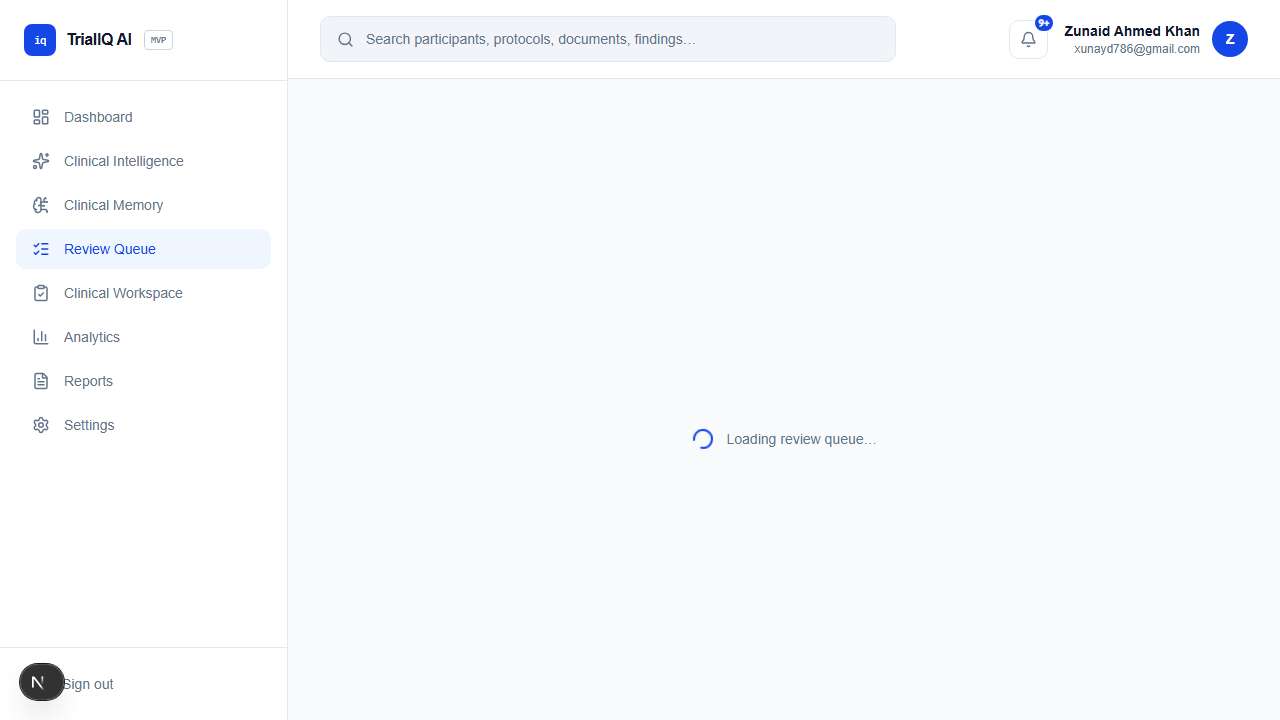 iq
TrialIQ AI
MVP
Search participants, protocols, documents, findings…
9+
Zunaid Ahmed Khan
xunayd786@gmail.com
Z
Dashboard
Clinical Intelligence
Clinical Memory
Review Queue
Clinical Workspace
Analytics
Reports
Settings
Loading review queue…
N
Sign out